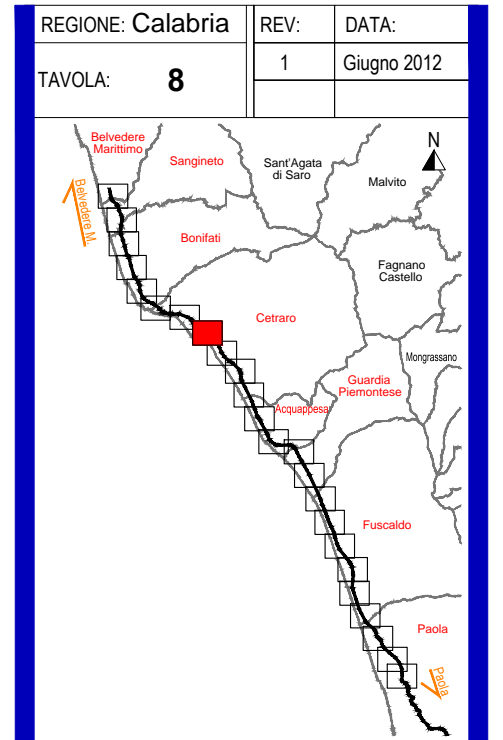 REGIONE: Calabria
REV:
DATA:
TAVOLA: 8
1
Giugno 2012
Belvedere
Marittimo
Sangineto
Sant'Agata
di Saro
Malvito
N
Belvedere M.
Bonifati
Fagnano
Castello
Cetraro
Mongrassano
Guardia
Piemontese
Acquappesa
Fuscaldo
Paola
Paola